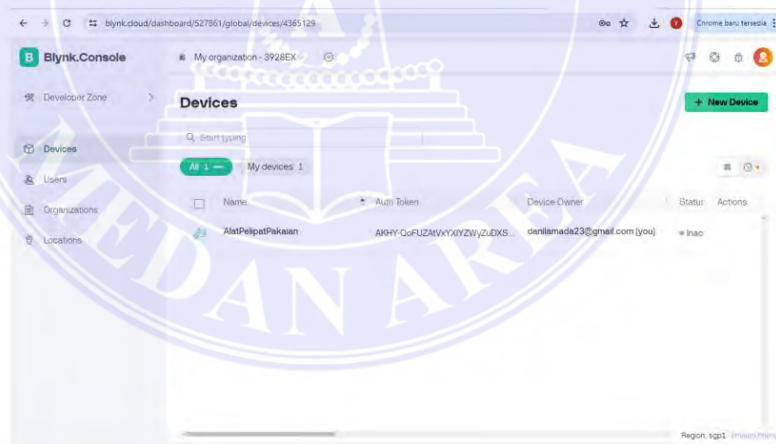 blynk.cloud/dashboard/527861/global/devices/4365129
Chrome baru tersedia
B Blynk.Console
My organization - 3928EX
Developer Zone
Devices
+ New Device
Start typing
Devices
All 1
My devices 1
Users
Name
Auth Token
Device Owner
Status
Actions
Organizations
AlatPelipatPakaian
danilamada23@gmail.com (you)
Inac
Locations
MEDAN AREA
Region: sgp1